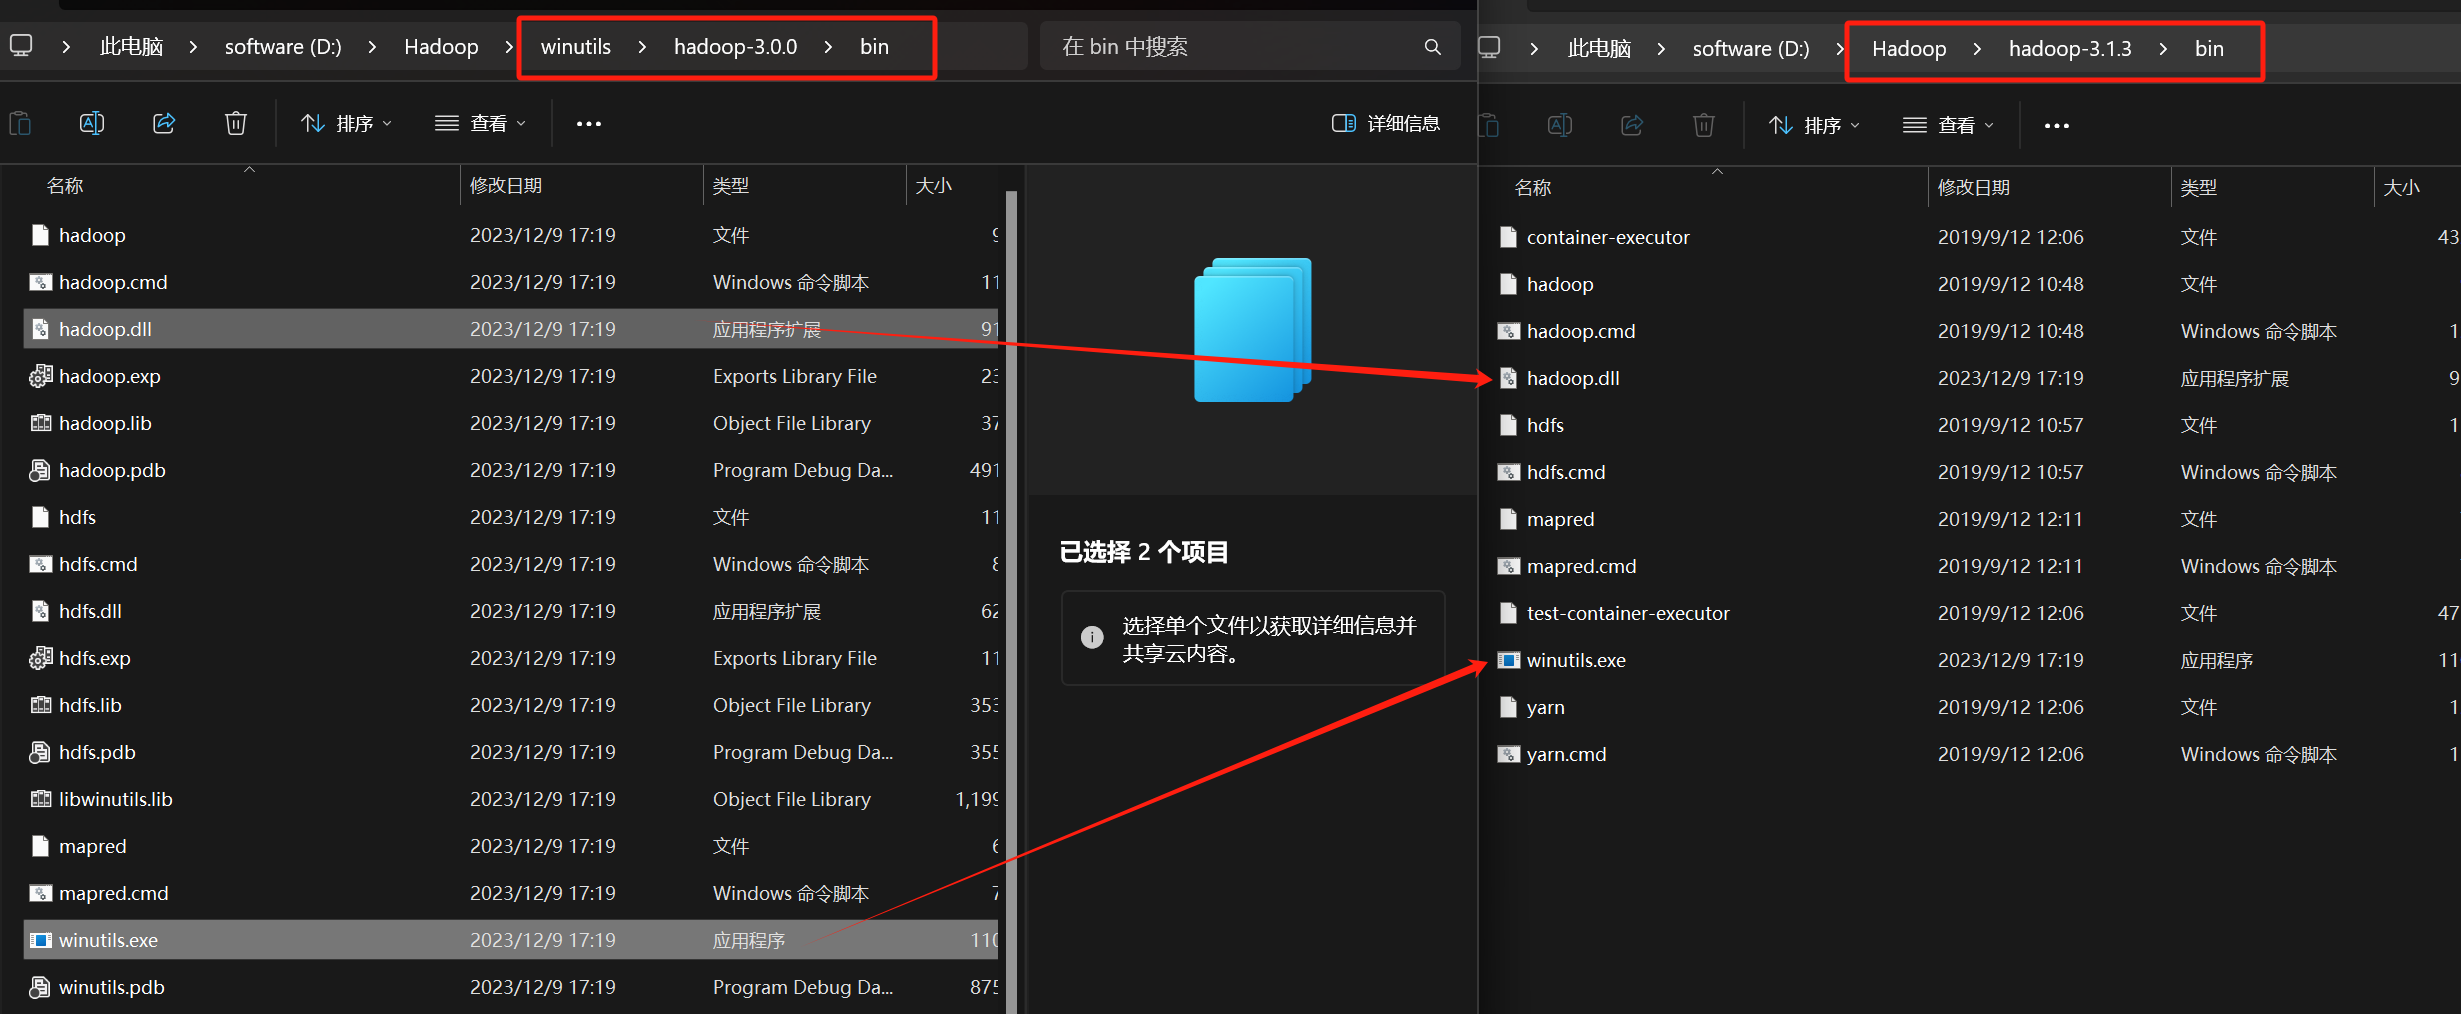 此电脑 software (D:) Hadoop winutils hadoop-3.0.0 bin
在 bin 中搜索
排序 查看 详细信息
名称 修改日期 类型 大小
hadoop 2023/12/9 17:19 文件
hadoop.cmd 2023/12/9 17:19 Windows 命令脚本 11
hadoop.dll 2023/12/9 17:19 应用程序扩展 91
hadoop.exp 2023/12/9 17:19 Exports Library File 23
hadoop.lib 2023/12/9 17:19 Object File Library 37
hadoop.pdb 2023/12/9 17:19 Program Debug Da... 491
hdfs 2023/12/9 17:19 文件 11
hdfs.cmd 2023/12/9 17:19 Windows 命令脚本 8
hdfs.dll 2023/12/9 17:19 应用程序扩展 62
hdfs.exp 2023/12/9 17:19 Exports Library File 11
hdfs.lib 2023/12/9 17:19 Object File Library 353
hdfs.pdb 2023/12/9 17:19 Program Debug Da... 355
libwinutils.lib 2023/12/9 17:19 Object File Library 1,199
mapred 2023/12/9 17:19 文件 6
mapred.cmd 2023/12/9 17:19 Windows 命令脚本 7
winutils.exe 2023/12/9 17:19 应用程序 110
winutils.pdb 2023/12/9 17:19 Program Debug Da... 875
已选择 2 个项目
选择单个文件以获取详细信息并
共享云内容。
此电脑 software (D:) Hadoop hadoop-3.1.3 bin
排序 查看
名称 修改日期 类型 大小
container-executor 2019/9/12 12:06 文件 43
hadoop 2019/9/12 10:48 文件
hadoop.cmd 2019/9/12 10:48 Windows 命令脚本 1
hadoop.dll 2023/12/9 17:19 应用程序扩展 9
hdfs 2019/9/12 10:57 文件 1
hdfs.cmd 2019/9/12 10:57 Windows 命令脚本
mapred 2019/9/12 12:11 文件
mapred.cmd 2019/9/12 12:11 Windows 命令脚本
test-container-executor 2019/9/12 12:06 文件 47
winutils.exe 2023/12/9 17:19 应用程序 11
yarn 2019/9/12 12:06 文件 1
yarn.cmd 2019/9/12 12:06 Windows 命令脚本 1